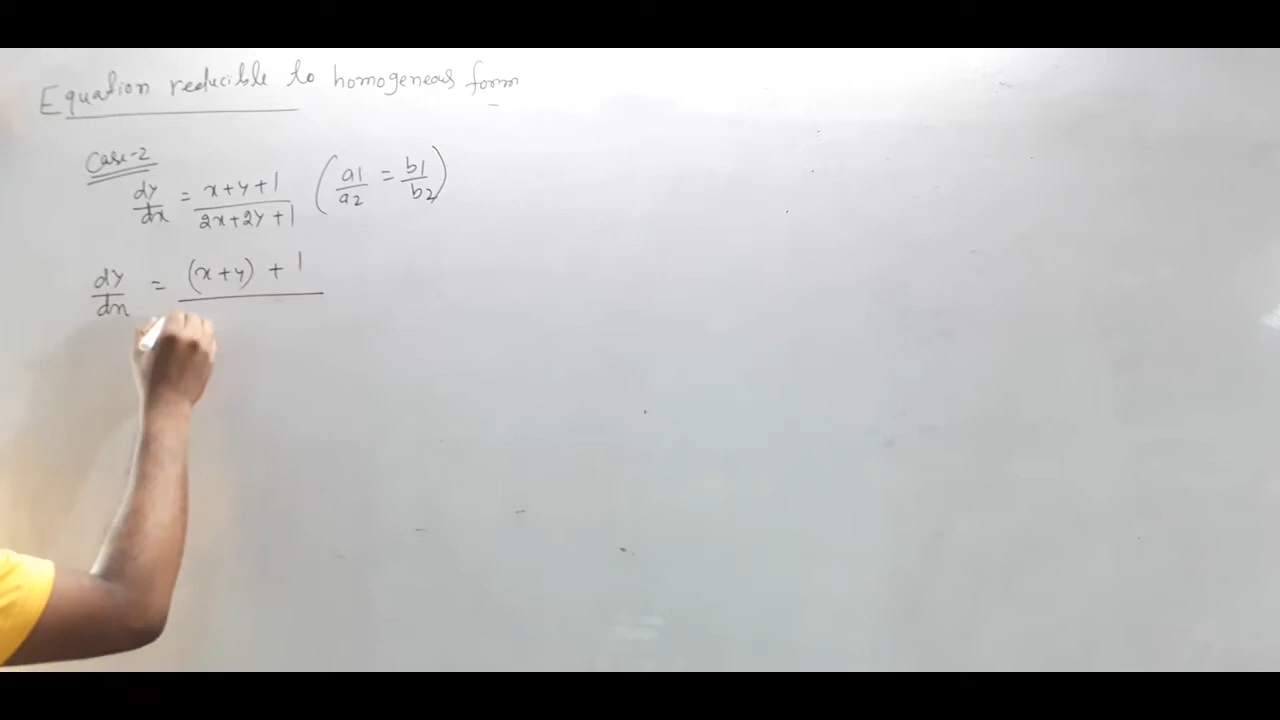 Equation reducible to homogeneous form
Case-2
dy/dx = x+y+1/2x+2y+1 (a1/a2 = b1/b2)
dy/dx = (x+y) + 1